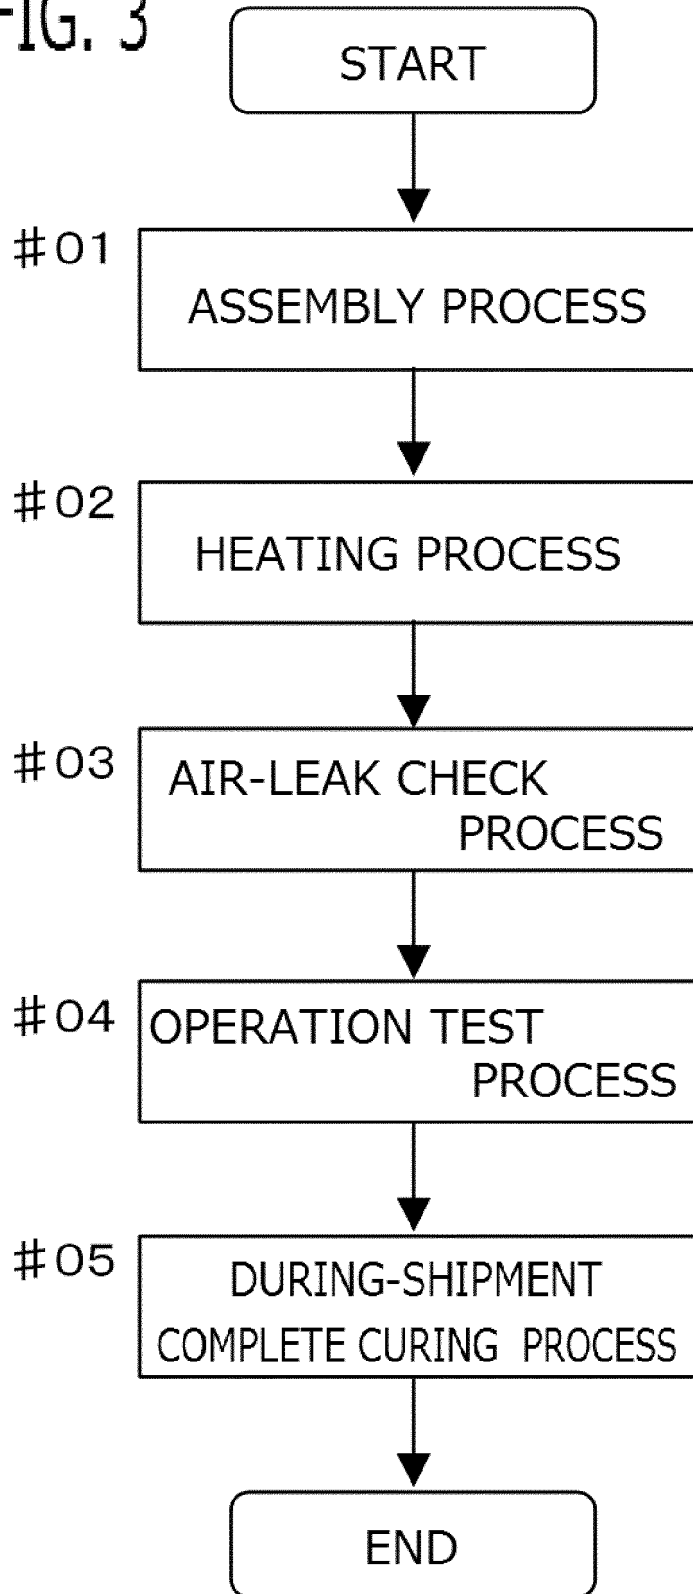 FIG. 3
START
#01
ASSEMBLY PROCESS
#02
HEATING PROCESS
#03
AIR-LEAK CHECK
PROCESS
#04
OPERATION TEST
PROCESS
#05
DURING-SHIPMENT
COMPLETE CURING PROCESS
END